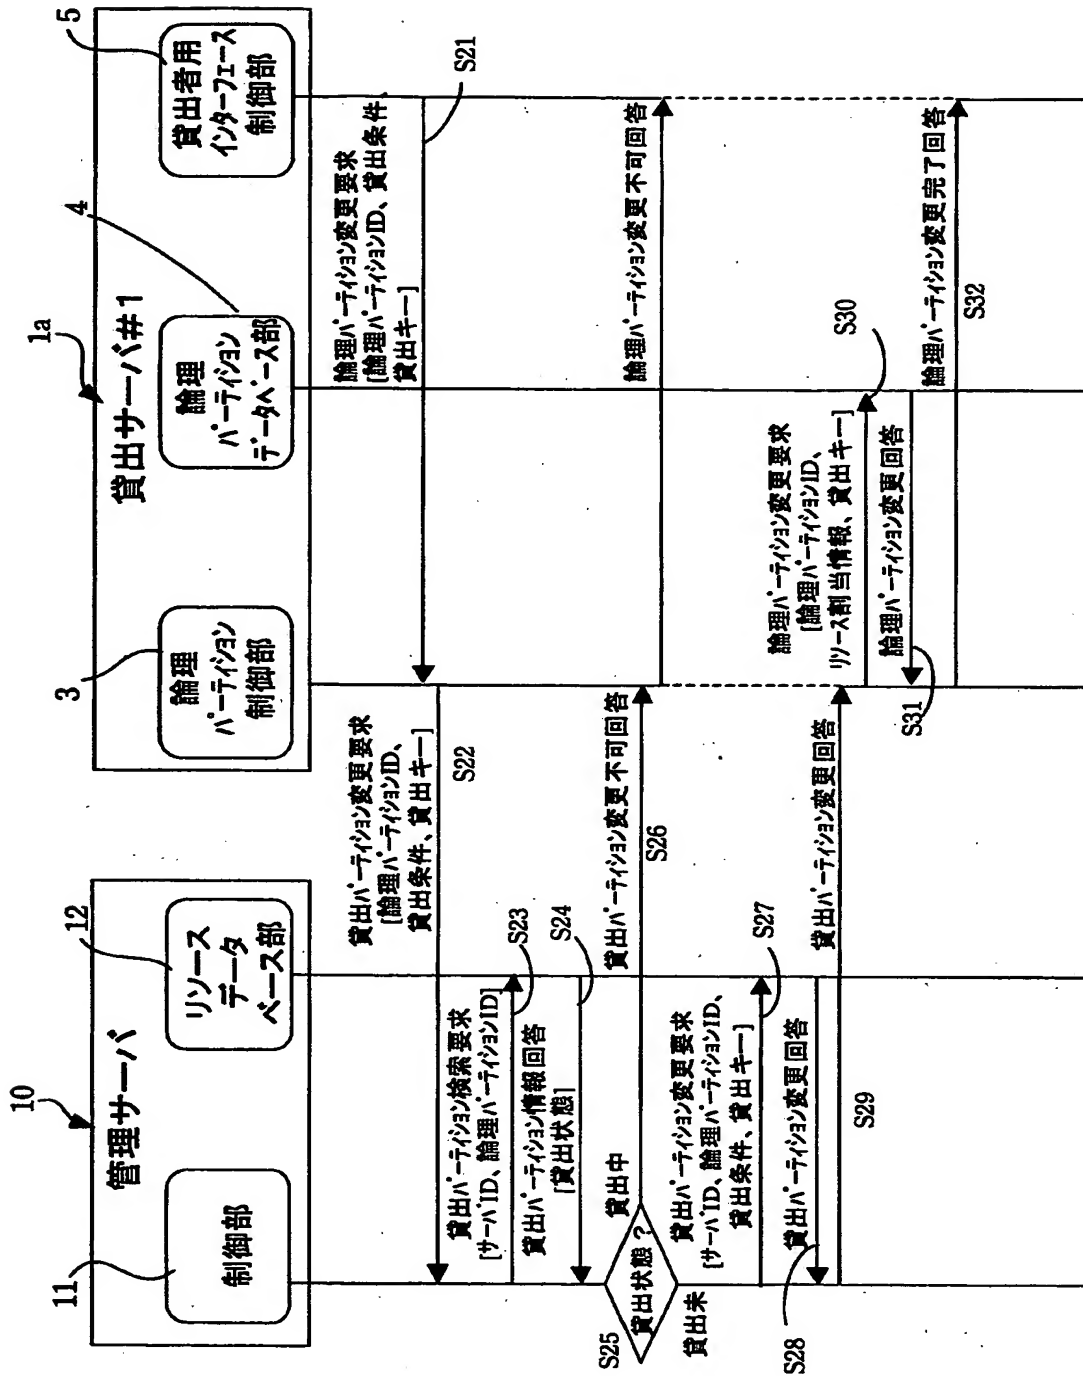 10
管理サーバ
11
制御部
12
リソース
データ
ベース部
1a
貸出サーバ#1
3
論理
パーティション
制御部
4
論理
パーティション
データベース部
5
貸出者用
インターフェース
制御部
論理パーティション変更要求
[論理パーティションID、貸出条件、
貸出キー]
S21
貸出パーティション変更要求
[論理パーティションID、
貸出条件、貸出キー]
S22
貸出パーティション検索要求
[サーバID、論理パーティションID]
S23
貸出パーティション情報回答
[貸出状態]
S24
S25
貸出状態?
貸出中
貸出パーティション変更不可回答
S26
論理パーティション変更不可回答
貸出未
貸出パーティション変更要求
[サーバID、論理パーティションID、
貸出条件、貸出キー]
S27
貸出パーティション変更回答
S28
貸出パーティション変更回答
S29
論理パーティション変更要求
[論理パーティションID、
リソース割当情報、貸出キー]
S30
論理パーティション変更回答
S31
論理パーティション変更完了回答
S32